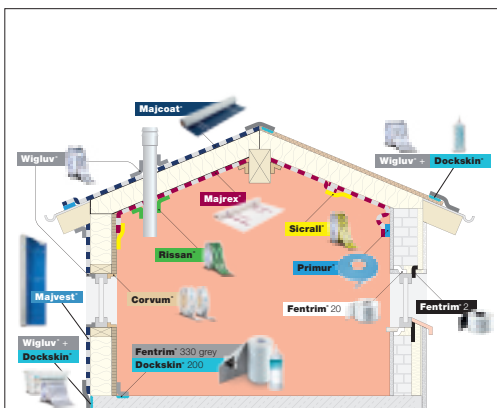 Majcoat®
Wigluv®
Wigluv® + Dockskin®
Majrex®
Sicrall®
Rissan®
Primur®
Majvest®
Corvum®
Fentrim® 20
Fentrim® 2
Wigluv® +
Dockskin®
Fentrim® 330 grey
Dockskin® 200